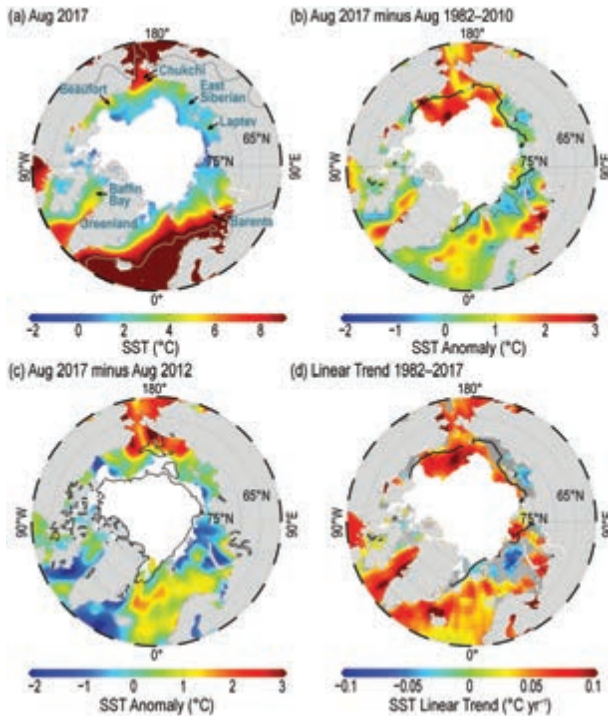 (a) Aug 2017
180°
Chukchi
Beaufort
East
Siberian
Laptev
65°N
75°N
90°W
90°E
Baffin
Bay
Greenland
Barents
0°
−2 0 2 4 6 8
SST (°C)
(b) Aug 2017 minus Aug 1982–2010
180°
65°N
75°N
90°W
90°E
0°
−2 −1 0 1 2 3
SST Anomaly (°C)
(c) Aug 2017 minus Aug 2012
180°
65°N
75°N
90°W
90°E
0°
−2 −1 0 1 2 3
SST Anomaly (°C)
(d) Linear Trend 1982–2017
180°
65°N
75°N
90°W
90°E
0°
−0.1 −0.05 0 0.05 0.1
SST Linear Trend (°C yr⁻¹)